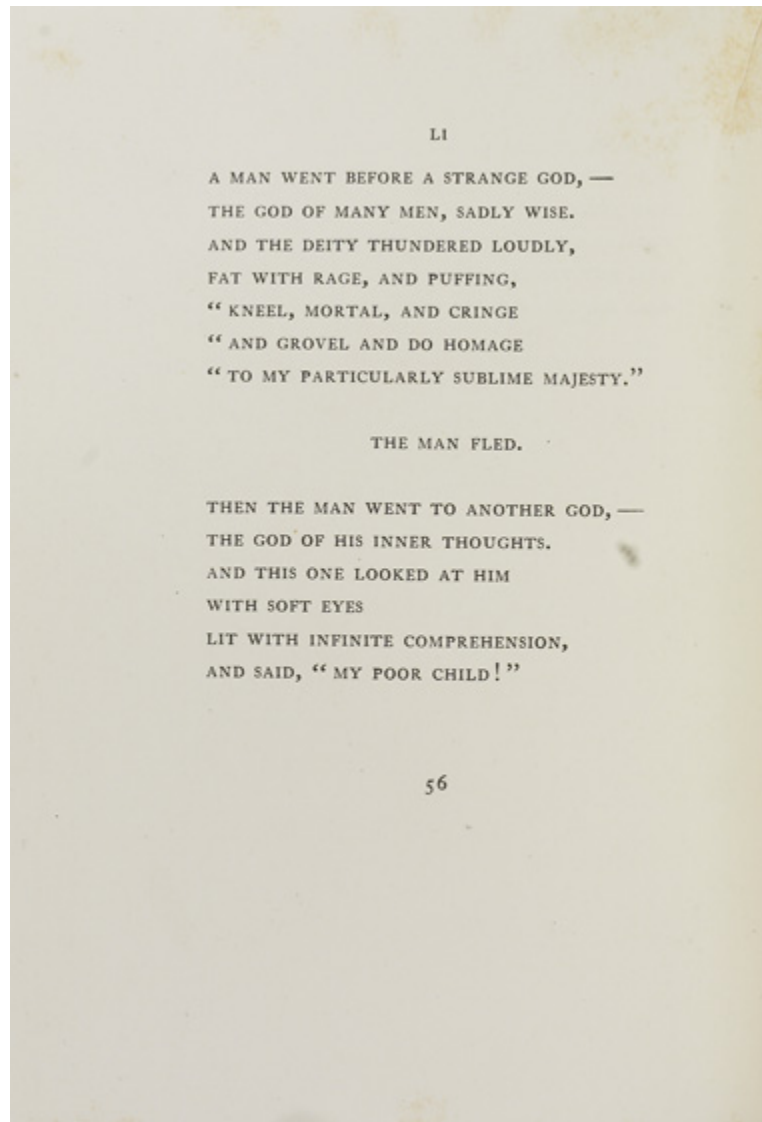 LI
A MAN WENT BEFORE A STRANGE GOD, —
THE GOD OF MANY MEN, SADLY WISE.
AND THE DEITY THUNDERED LOUDLY,
FAT WITH RAGE, AND PUFFING,
“ KNEEL, MORTAL, AND CRINGE
“ AND GROVEL AND DO HOMAGE
“ TO MY PARTICULARLY SUBLIME MAJESTY.”
THE MAN FLED.
THEN THE MAN WENT TO ANOTHER GOD, —
THE GOD OF HIS INNER THOUGHTS.
AND THIS ONE LOOKED AT HIM
WITH SOFT EYES
LIT WITH INFINITE COMPREHENSION,
AND SAID, “ MY POOR CHILD ! ”
56